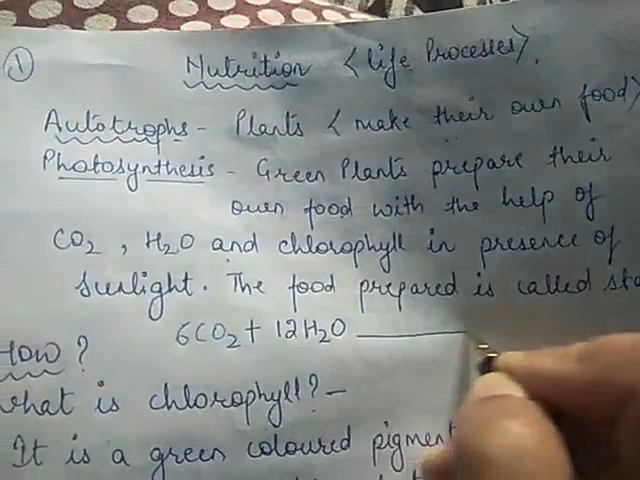 ① Nutrition <life Processes>.
Autotrophs - Plants <make their own food>
Photosynthesis - Green Plants prepare their
own food with the help of
CO2, H2O and chlorophyll in presence of
Sunlight. The food prepared is called sta
6CO2 + 12H2O
How?
what is chlorophyll? -
It is a green coloured pigment